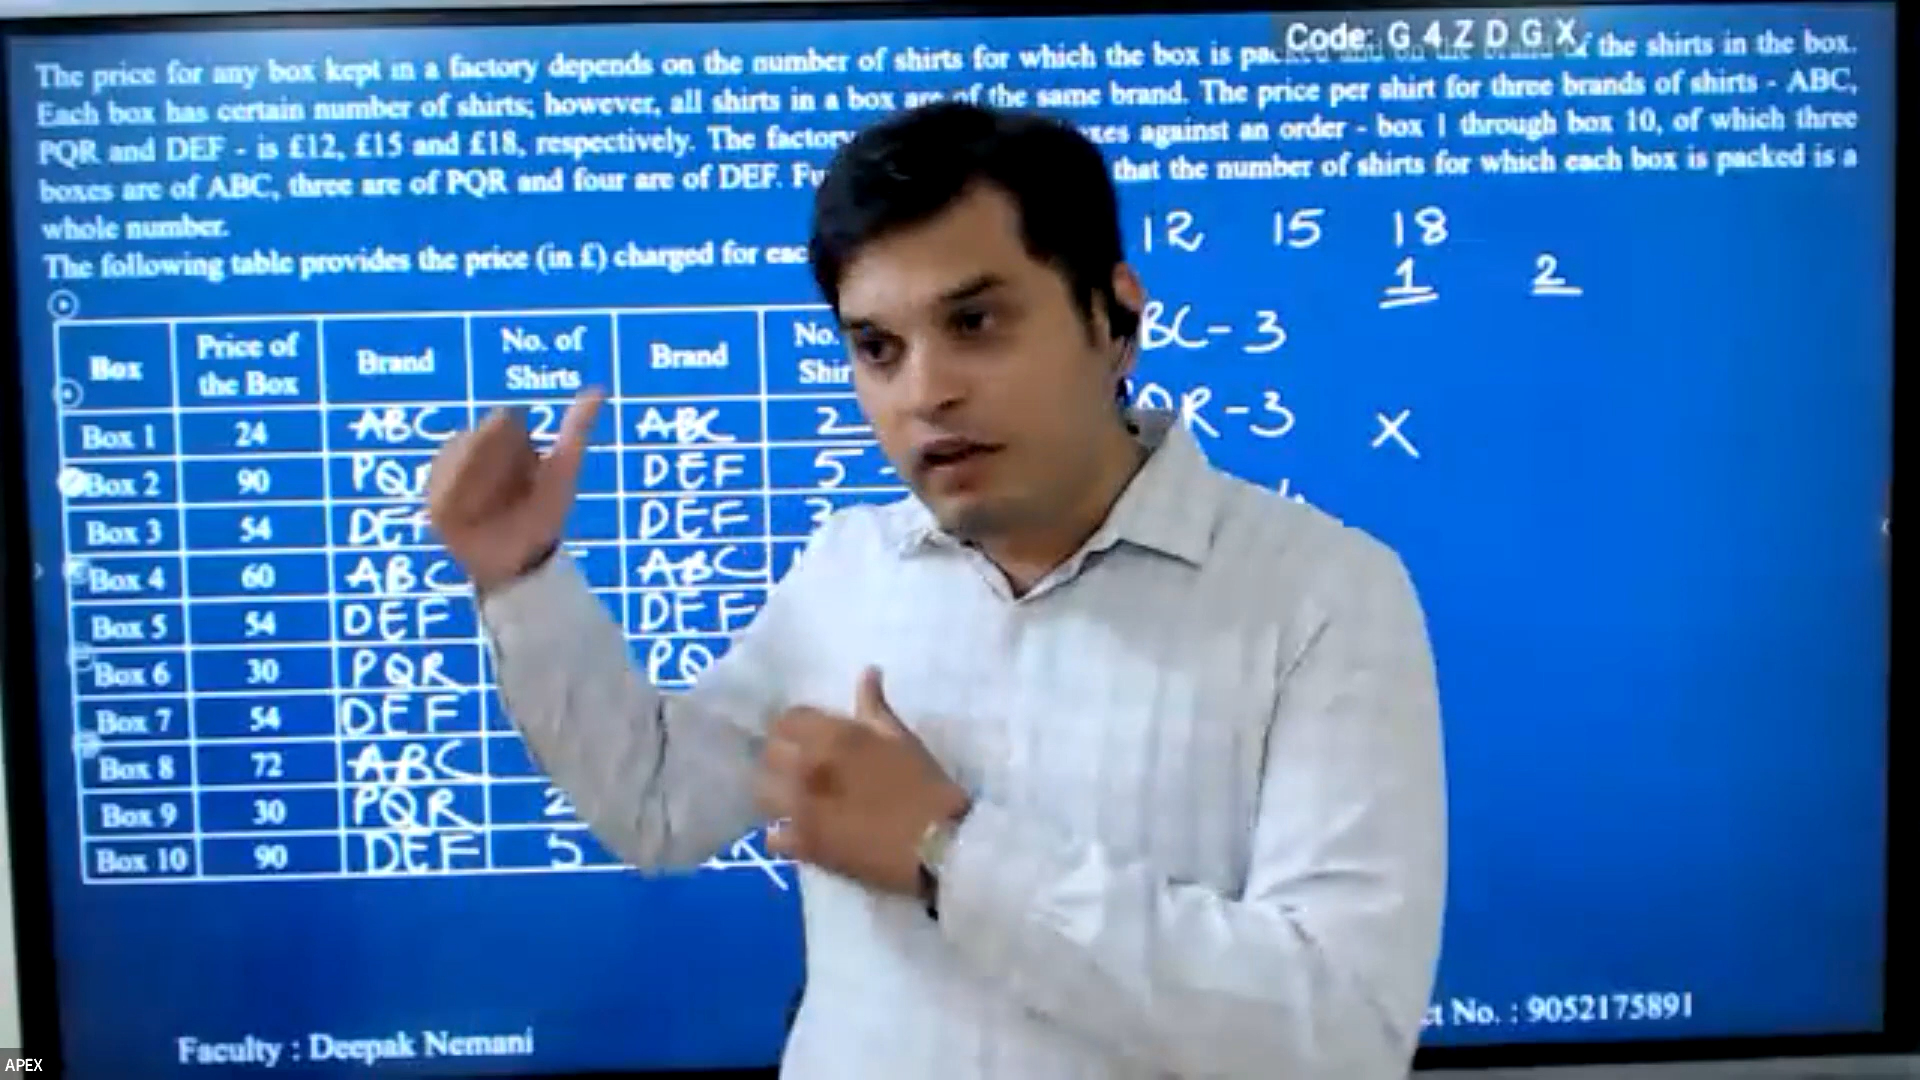 Code: G 4 Z D G X
The price for any box kept in a factory depends on the number of shirts for which the box is packed and on the brand of the shirts in the box.
Each box has certain number of shirts; however, all shirts in a box are of the same brand. The price per shirt for three brands of shirts - ABC,
PQR and DEF - is £12, £15 and £18, respectively. The factory against an order - box 1 through box 10, of which three
boxes are of ABC, three are of PQR and four are of DEF. that the number of shirts for which each box is packed is a
whole number.
The following table provides the price (in £) charged for
12 15 18
1 2
BC-3
QR-3 X
Box Price of the Box Brand No. of Shirts Brand No.
Box 1 24 ABC 2 ABC 2
Box 2 90 DEF 5
Box 3 54 DEF DEF 3
Box 4 60 ABC ABC
Box 5 54 DEF DEF
Box 6 30 PQR
Box 7 54 DEF
Box 8 72 ABC
Box 9 30 PQR 2
Box 10 90 DEF 5
Faculty : Deepak Nemani
No. : 9052175891
APEX